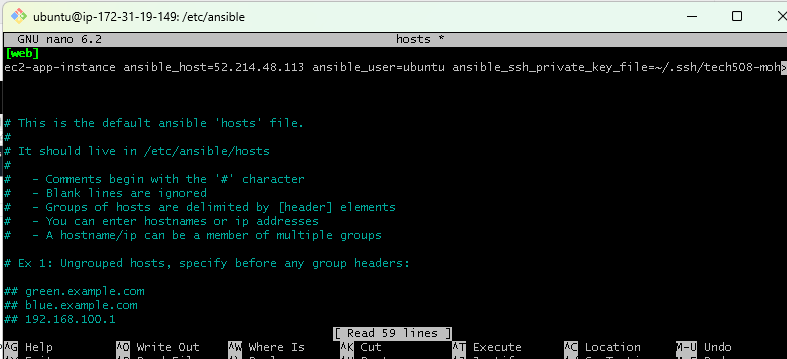 ubuntu@ip-172-31-19-149: /etc/ansible
GNU nano 6.2 hosts *
[web]
ec2-app-instance ansible_host=52.214.48.113 ansible_user=ubuntu ansible_ssh_private_key_file=~/.ssh/tech508-moh>
# This is the default ansible 'hosts' file.
#
# It should live in /etc/ansible/hosts
#
#   - Comments begin with the '#' character
#   - Blank lines are ignored
#   - Groups of hosts are delimited by [header] elements
#   - You can enter hostnames or ip addresses
#   - A hostname/ip can be a member of multiple groups
# Ex 1: Ungrouped hosts, specify before any group headers:
## green.example.com
## blue.example.com
## 192.168.100.1
[ Read 59 lines ]
^G Help ^O Write Out ^W Where Is ^K Cut ^T Execute ^C Location M-U Undo